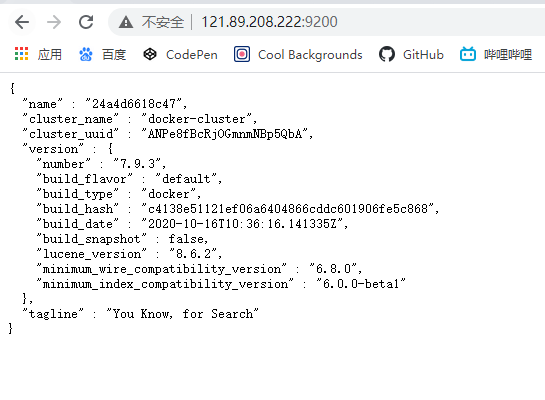 不安全 | 121.89.208.222:9200
应用 百度 CodePen Cool Backgrounds GitHub 哔哩哔哩
{
"name" : "24a4d6618c47",
"cluster_name" : "docker-cluster",
"cluster_uuid" : "ANPe8fBcRjOGmnmNBp5QbA",
"version" : {
"number" : "7.9.3",
"build_flavor" : "default",
"build_type" : "docker",
"build_hash" : "c4138e51121ef06a6404866cddc601906fe5c868",
"build_date" : "2020-10-16T10:36:16.141335Z",
"build_snapshot" : false,
"lucene_version" : "8.6.2",
"minimum_wire_compatibility_version" : "6.8.0",
"minimum_index_compatibility_version" : "6.0.0-beta1"
},
"tagline" : "You Know, for Search"
}